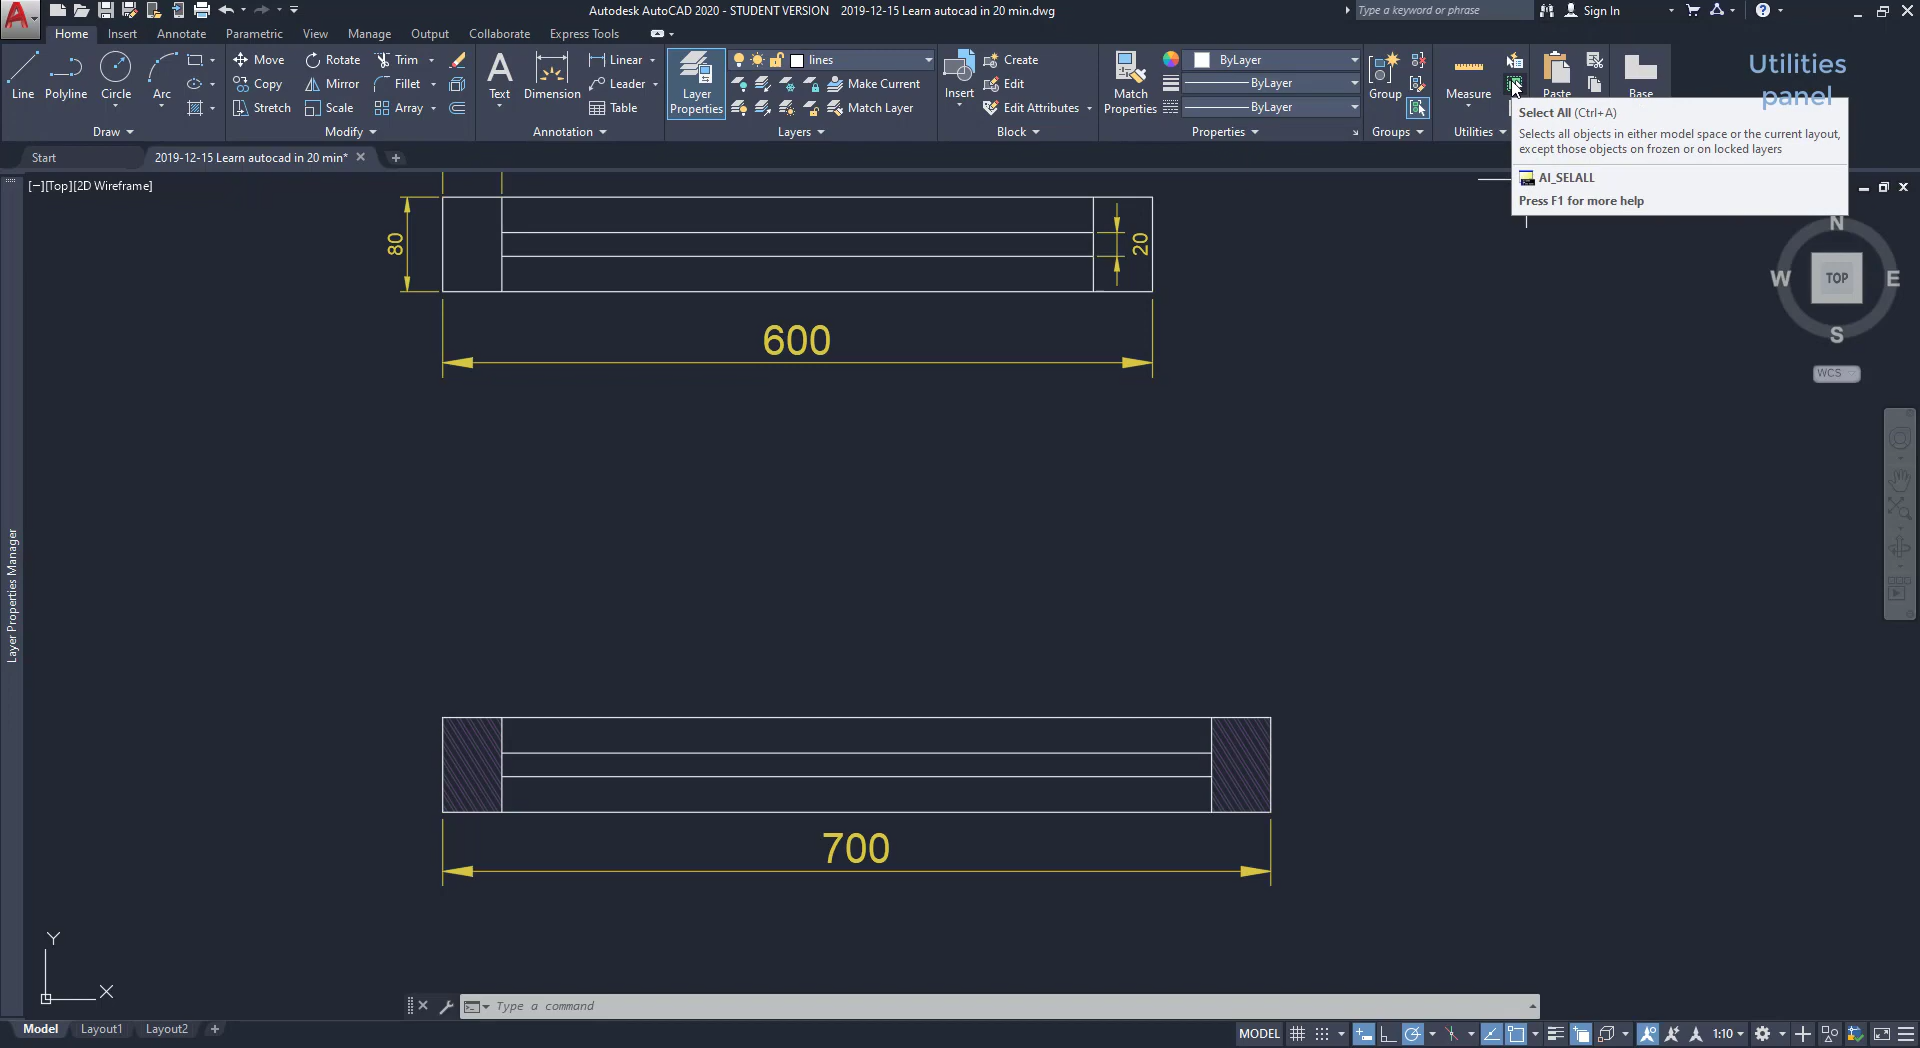 Autodesk AutoCAD 2020 - STUDENT VERSION 2019-12-15 Learn autocad in 20 min.dwg
Type a keyword or phrase
Sign In
Home Insert Annotate Parametric View Manage Output Collaborate Express Tools
Line Polyline Circle Arc
Draw
Move Rotate Trim
Copy Mirror Fillet
Stretch Scale Array
Modify
Text Dimension
Linear
Leader
Table
Annotation
Layer
Properties
lines
Make Current
Match Layer
Layers
Insert
Create
Edit
Edit Attributes
Block
Match
Properties
ByLayer
ByLayer
ByLayer
Properties
Group
Groups
Measure
Utilities
Paste
Base
Utilities
panel
Select All (Ctrl+A)
Selects all objects in either model space or the current layout,
except those objects on frozen or on locked layers
AI_SELALL
Press F1 for more help
Start
2019-12-15 Learn autocad in 20 min*
[−][Top][2D Wireframe]
80
20
600
700
N
W
TOP
E
S
WCS
Layer Properties Manager
Y
X
Type a command
Model Layout1 Layout2
MODEL
1:10